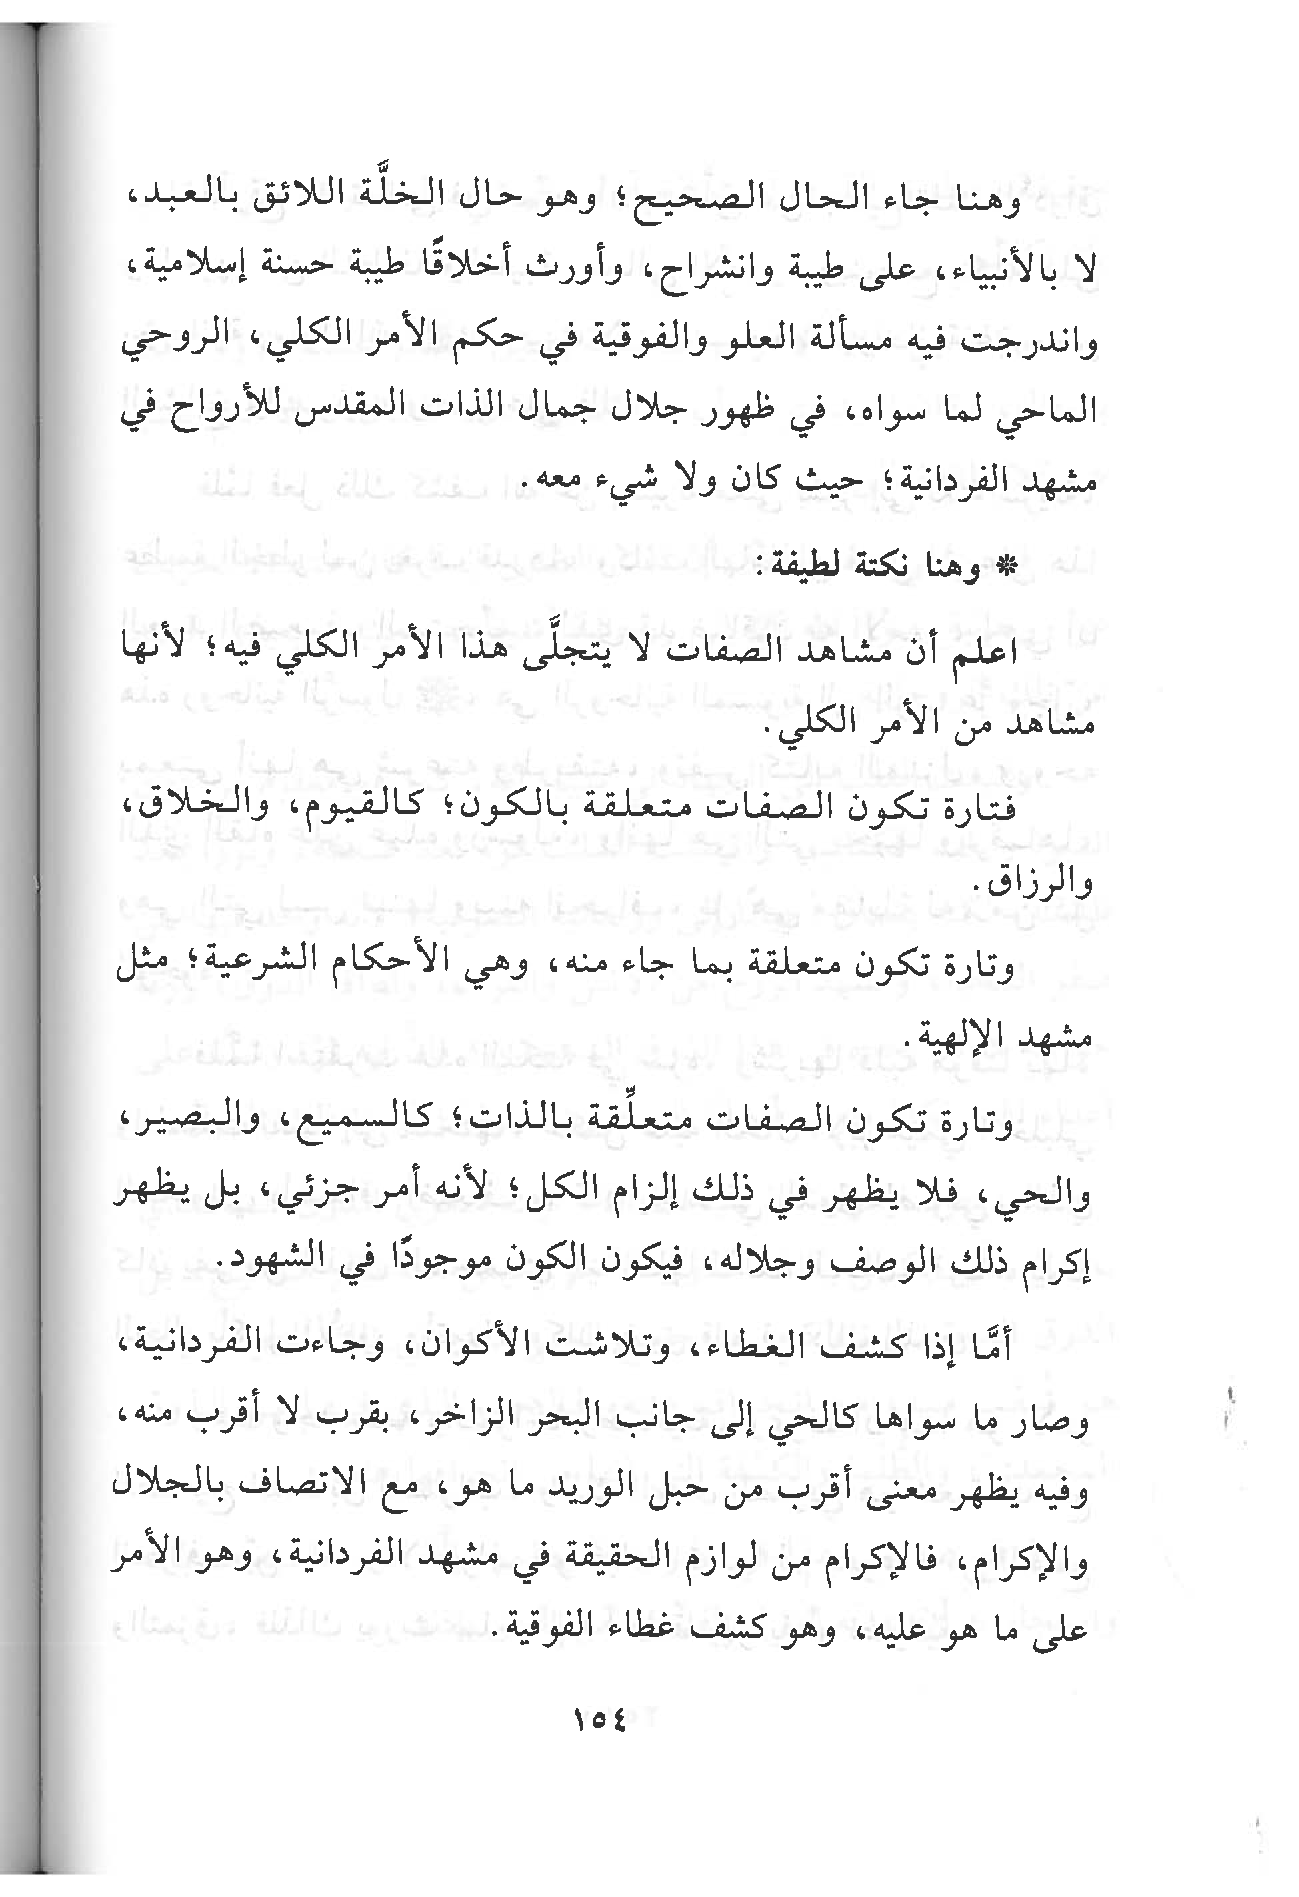 وهنا جاء الحال الصحيح؛ وهو حال الخلَّة اللائق بالعبد،
لا بالأنبياء، على طيبة وانشراح، وأورث أخلاقًا طيبة حسنة إسلامية،
واندرجت فيه مسألة العلو والفوقية في حكم الأمر الكلي، الروحي
الماحي لما سواه، في ظهور جلال جمال الذات المقدس للأرواح في
مشهد الفردانية؛ حيث كان ولا شيء معه.
* وهنا نكتة لطيفة:
اعلم أن مشاهد الصفات لا يتجلَّى هذا الأمر الكلي فيه؛ لأنها
مشاهد من الأمر الكلي.
فتارة تكون الصفات متعلقة بالكون؛ كالقيوم، والخلاق،
والرزاق.
وتارة تكون متعلقة بما جاء منه، وهي الأحكام الشرعية؛ مثل
مشهد الإلهية.
وتارة تكون الصفات متعلِّقة بالذات؛ كالسميع، والبصير،
والحي، فلا يظهر في ذلك إلزام الكل؛ لأنه أمر جزئي، بل يظهر
إكرام ذلك الوصف وجلاله، فيكون الكون موجودًا في الشهود.
أمَّا إذا كشف الغطاء، وتلاشت الأكوان، وجاءت الفردانية،
وصار ما سواها كالحي إلى جانب البحر الزاخر، بقرب لا أقرب منه،
وفيه يظهر معنى أقرب من حبل الوريد ما هو، مع الاتصاف بالجلال
والإكرام، فالإكرام من لوازم الحقيقة في مشهد الفردانية، وهو الأمر
على ما هو عليه، وهو كشف غطاء الفوقية.
١٥٤